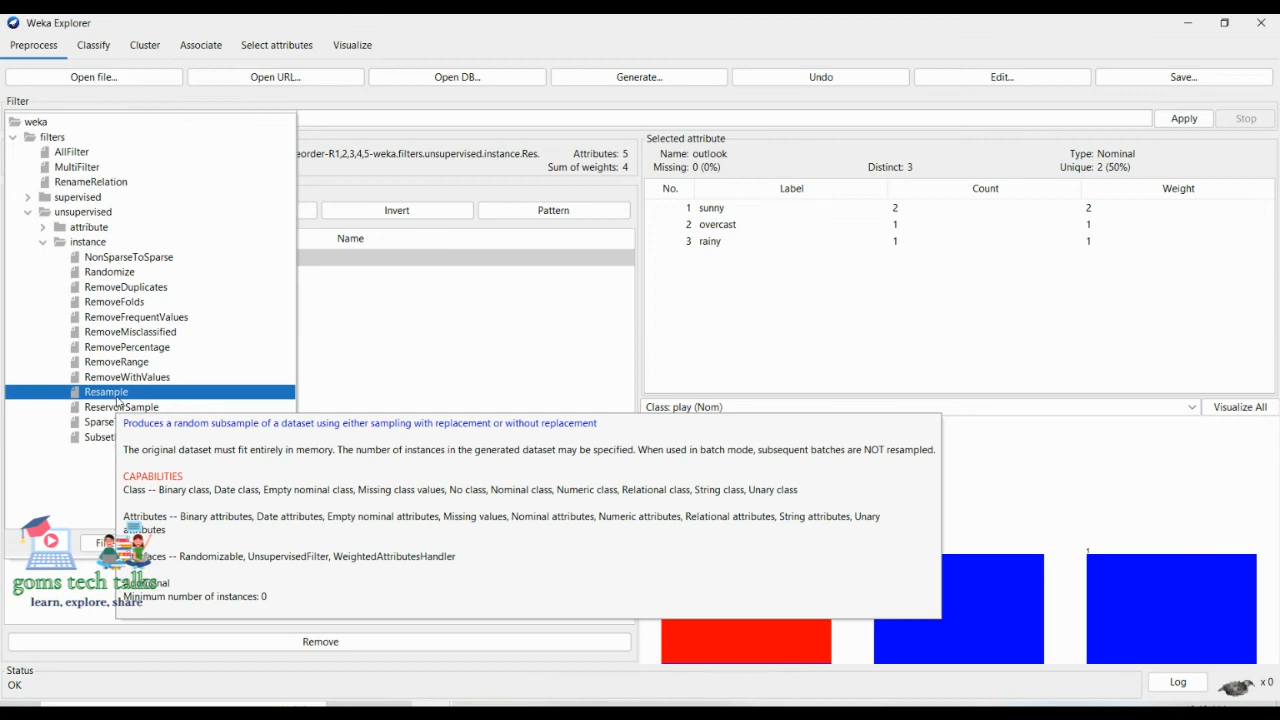 Weka Explorer
Preprocess Classify Cluster Associate Select attributes Visualize
Open file... Open URL... Open DB... Generate... Undo Edit... Save...
Filter
Apply Stop
weka
filters
AllFilter
MultiFilter
RenameRelation
supervised
unsupervised
attribute
instance
NonSparseToSparse
Randomize
RemoveDuplicates
RemoveFolds
RemoveFrequentValues
RemoveMisclassified
RemovePercentage
RemoveRange
RemoveWithValues
Resample
ReservoirSample
eorder-R1,2,3,4,5-weka.filters.unsupervised.instance.Res. Attributes: 5
Sum of weights: 4
Invert Pattern
Name
Selected attribute
Name: outlook Type: Nominal
Missing: 0 (0%) Distinct: 3 Unique: 2 (50%)
No. Label Count Weight
1 sunny 2 2
2 overcast 1 1
3 rainy 1 1
Class: play (Nom) Visualize All
Produces a random subsample of a dataset using either sampling with replacement or without replacement
The original dataset must fit entirely in memory. The number of instances in the generated dataset may be specified. When used in batch mode, subsequent batches are NOT resampled.
CAPABILITIES
Class -- Binary class, Date class, Empty nominal class, Missing class values, No class, Nominal class, Numeric class, Relational class, String class, Unary class
Attributes -- Binary attributes, Date attributes, Empty nominal attributes, Missing values, Nominal attributes, Numeric attributes, Relational attributes, String attributes, Unary
attributes
-- Randomizable, UnsupervisedFilter, WeightedAttributesHandler
Minimum number of instances: 0
1
goms tech talks
learn, explore, share
Remove
Status
OK
Log x 0